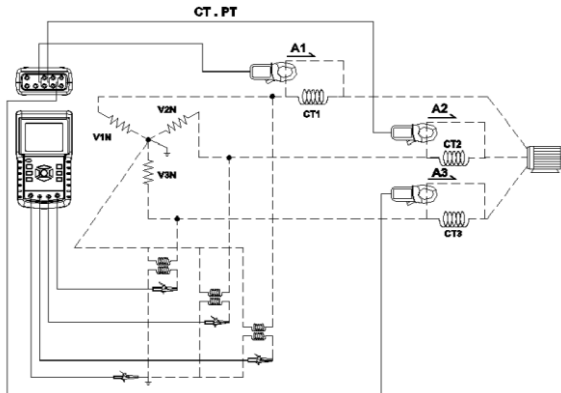 CT . PT
A1
CT1
V2N
V1N
A2
CT2
V3N
A3
CT3